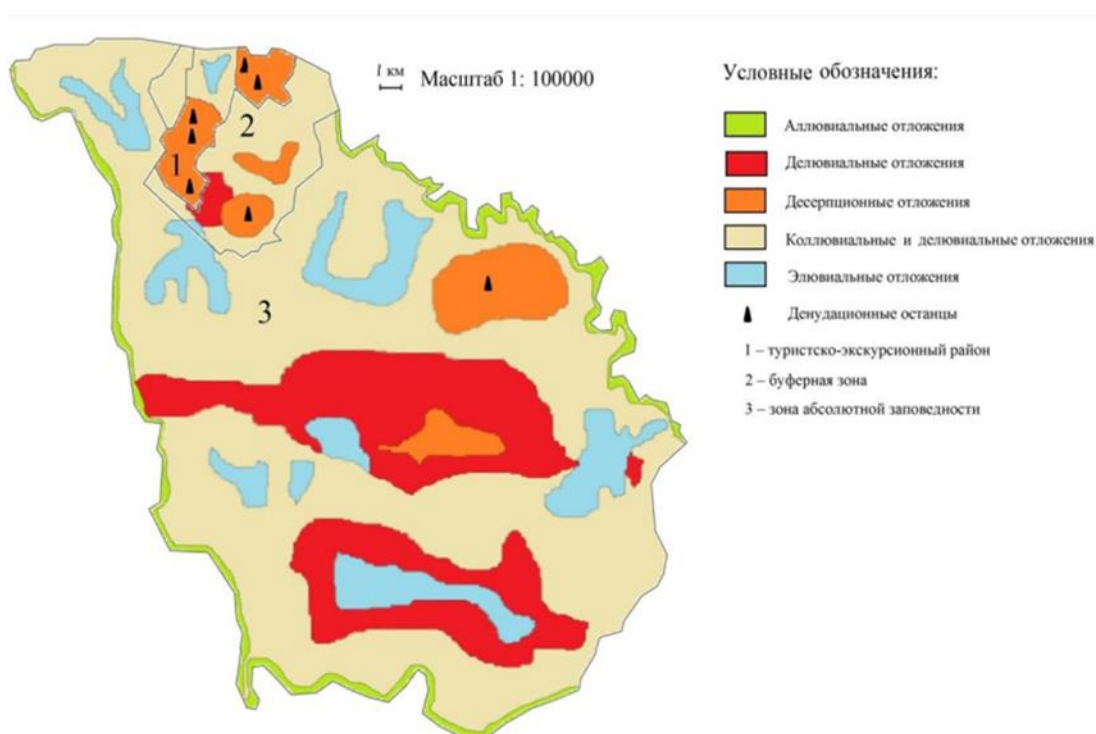 1 км
Масштаб 1: 100000
Условные обозначения:
Аллювиальные отложения
Делювиальные отложения
Десерпционные отложения
Коллювиальные и делювиальные отложения
Элювиальные отложения
Денудационные останцы
1 – туристско-экскурсионный район
2 – буферная зона
3 – зона абсолютной заповедности
2
1
3